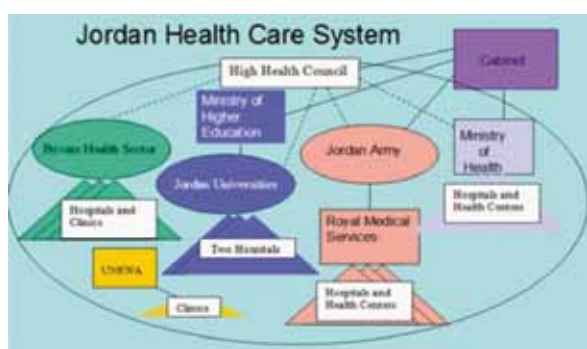 Jordan Health Care System
High Health Council
Cabinet
Ministry of
Higher
Education
Private Health Sector
Jordan Universities
Jordan Army
Ministry
of
Health
Hospitals and
Clinics
Two Hospitals
Royal Medical
Services
Hospitals and
Health Centers
Clinics
Hospitals and
Health Centers